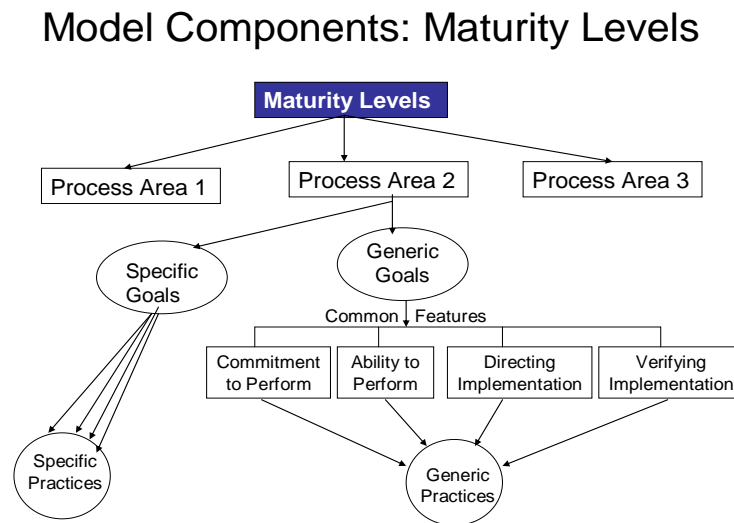 Model Components: Maturity Levels
Maturity Levels
Process Area 1
Process Area 2
Process Area 3
Specific
Goals
Generic
Goals
Common Features
Commitment
to Perform
Ability to
Perform
Directing
Implementation
Verifying
Implementation
Specific
Practices
Generic
Practices